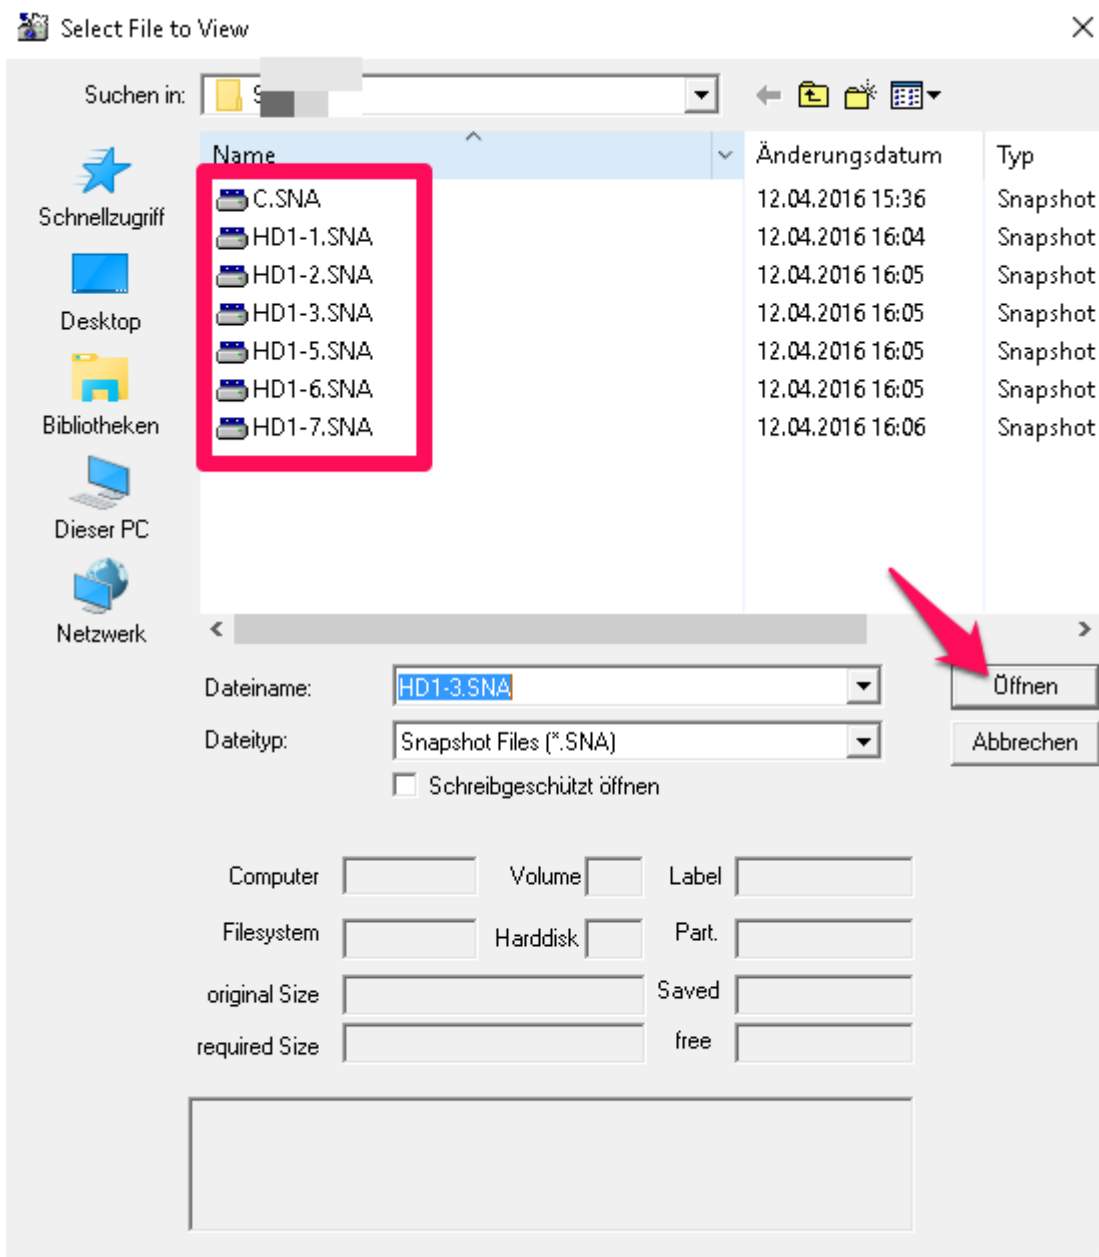 Select File to View
Suchen in:
Name Änderungsdatum Typ
C.SNA 12.04.2016 15:36 Snapshot
HD1-1.SNA 12.04.2016 16:04 Snapshot
HD1-2.SNA 12.04.2016 16:05 Snapshot
HD1-3.SNA 12.04.2016 16:05 Snapshot
HD1-5.SNA 12.04.2016 16:05 Snapshot
HD1-6.SNA 12.04.2016 16:05 Snapshot
HD1-7.SNA 12.04.2016 16:06 Snapshot
Schnellzugriff
Desktop
Bibliotheken
Dieser PC
Netzwerk
Dateiname: HD1-3.SNA Öffnen
Dateityp: Snapshot Files (*.SNA) Abbrechen
Schreibgeschützt öffnen
Computer Volume Label
Filesystem Harddisk Part.
original Size Saved
required Size free